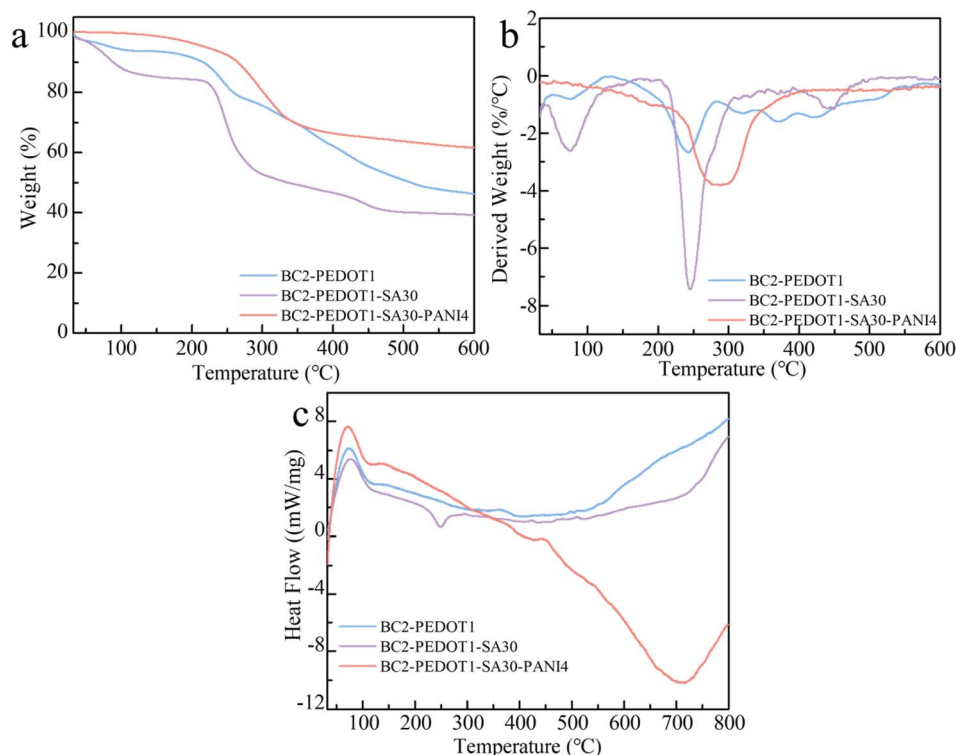 a
100
80
60
40
20
0
Weight (%)
BC2-PEDOT1
BC2-PEDOT1-SA30
BC2-PEDOT1-SA30-PANI4
100 200 300 400 500 600
Temperature (℃)
b
2
0
-2
-4
-6
-8
Derived Weight (%/℃)
BC2-PEDOT1
BC2-PEDOT1-SA30
BC2-PEDOT1-SA30-PANI4
100 200 300 400 500 600
Temperature (℃)
c
8
4
0
-4
-8
-12
Heat Flow ((mW/mg)
BC2-PEDOT1
BC2-PEDOT1-SA30
BC2-PEDOT1-SA30-PANI4
100 200 300 400 500 600 700 800
Temperature (℃)